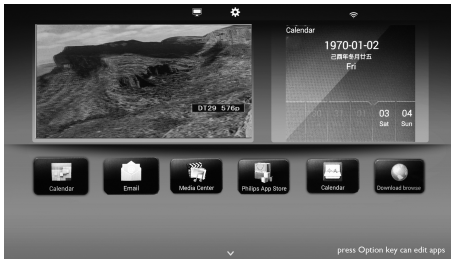 Calendar
1970-01-02
己酉年冬月廿五
Fri
DT29 576p
03 04
Sat Sun
Calendar
Email
Media Center
Philips App Store
Calendar
Download browse
press Option key can edit apps